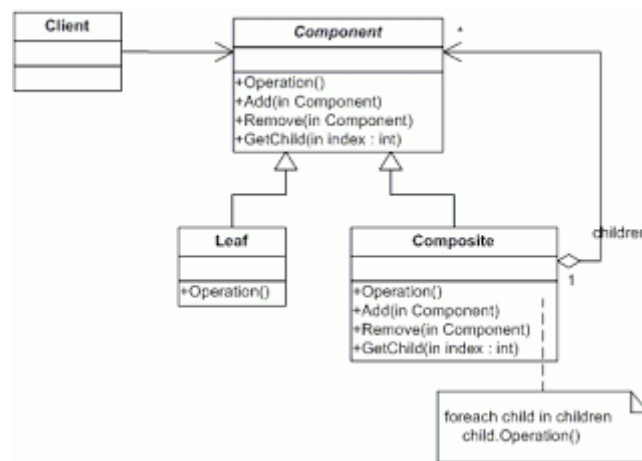 Client
Component
*
+Operation()
+Add(in Component)
+Remove(in Component)
+GetChild(in index : int)
children
Leaf
+Operation()
Composite
1
+Operation()
+Add(in Component)
+Remove(in Component)
+GetChild(in index : int)
foreach child in children
child.Operation()